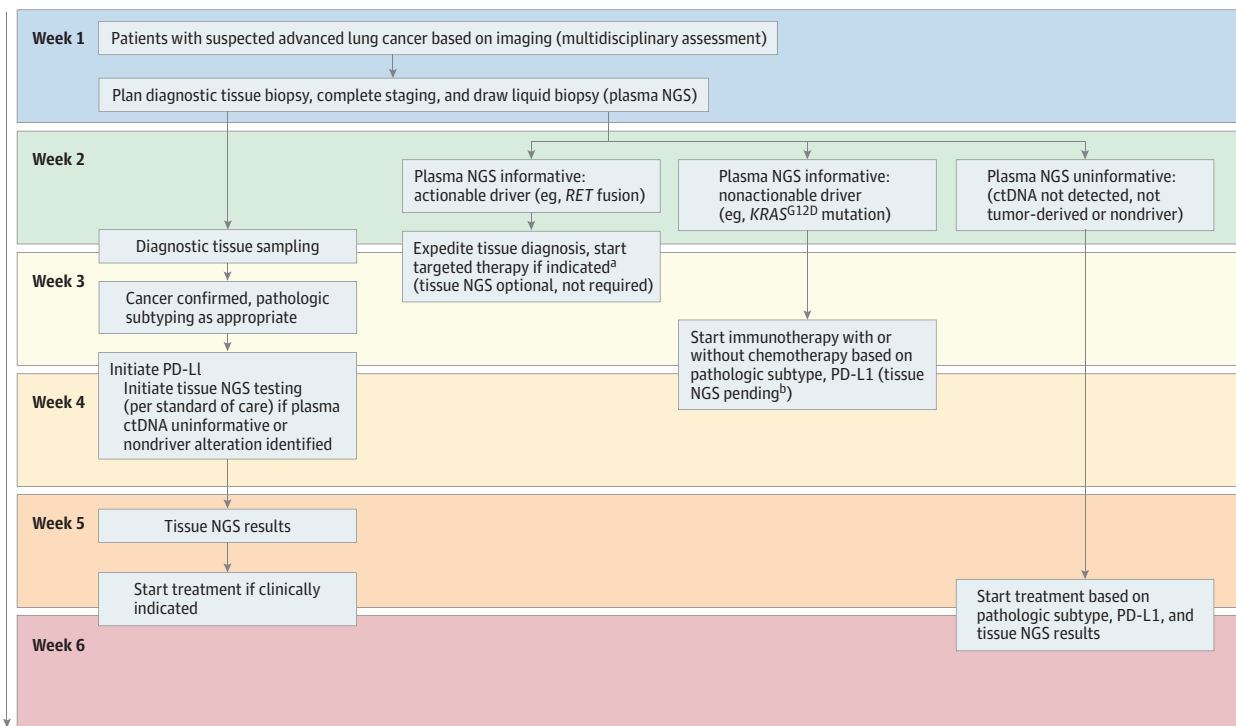 Week 1
Patients with suspected advanced lung cancer based on imaging (multidisciplinary assessment)
Plan diagnostic tissue biopsy, complete staging, and draw liquid biopsy (plasma NGS)
Week 2
Plasma NGS informative:
actionable driver (eg, RET fusion)
Plasma NGS informative:
nonactionable driver
(eg, KRASG12D mutation)
Plasma NGS uninformative:
(ctDNA not detected, not
tumor-derived or nondriver)
Diagnostic tissue sampling
Expedite tissue diagnosis, start
targeted therapy if indicateda
(tissue NGS optional, not required)
Week 3
Cancer confirmed, pathologic
subtyping as appropriate
Start immunotherapy with or
without chemotherapy based on
pathologic subtype, PD-L1 (tissue
NGS pendingb)
Initiate PD-Ll
Initiate tissue NGS testing
(per standard of care) if plasma
ctDNA uninformative or
nondriver alteration identified
Week 4
Week 5
Tissue NGS results
Start treatment if clinically
indicated
Start treatment based on
pathologic subtype, PD-L1, and
tissue NGS results
Week 6